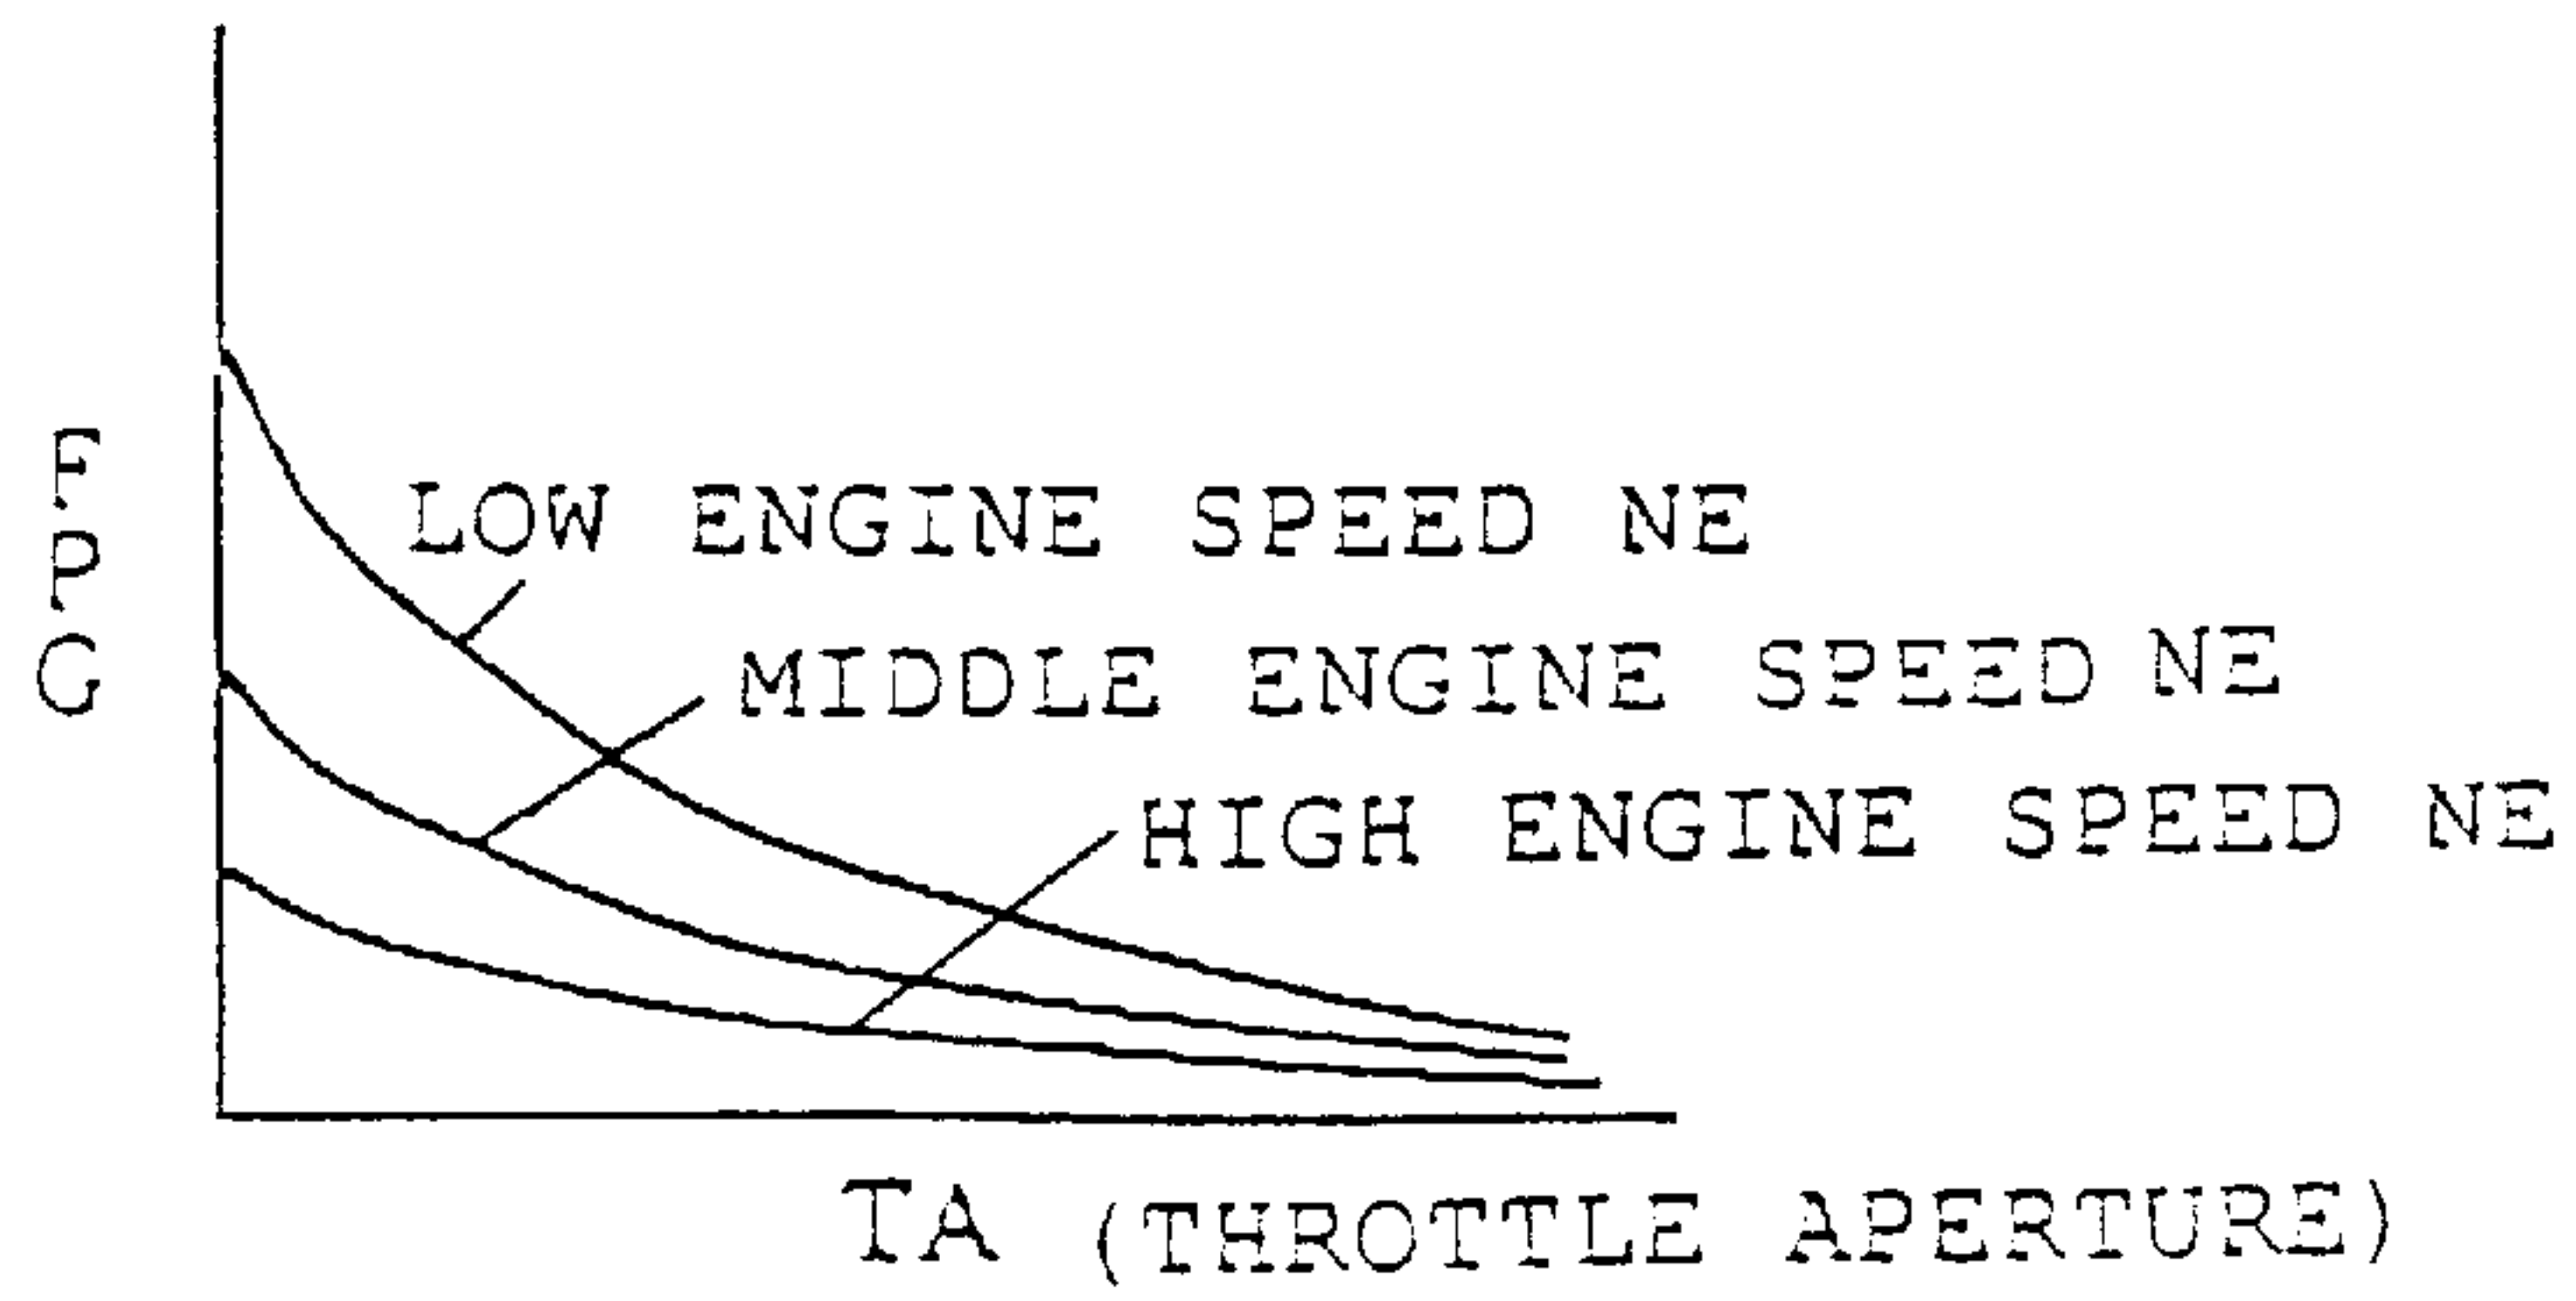 FPG
LOW ENGINE SPEED NE
MIDDLE ENGINE SPEED NE
HIGH ENGINE SPEED NE
TA (THROTTLE APERTURE)